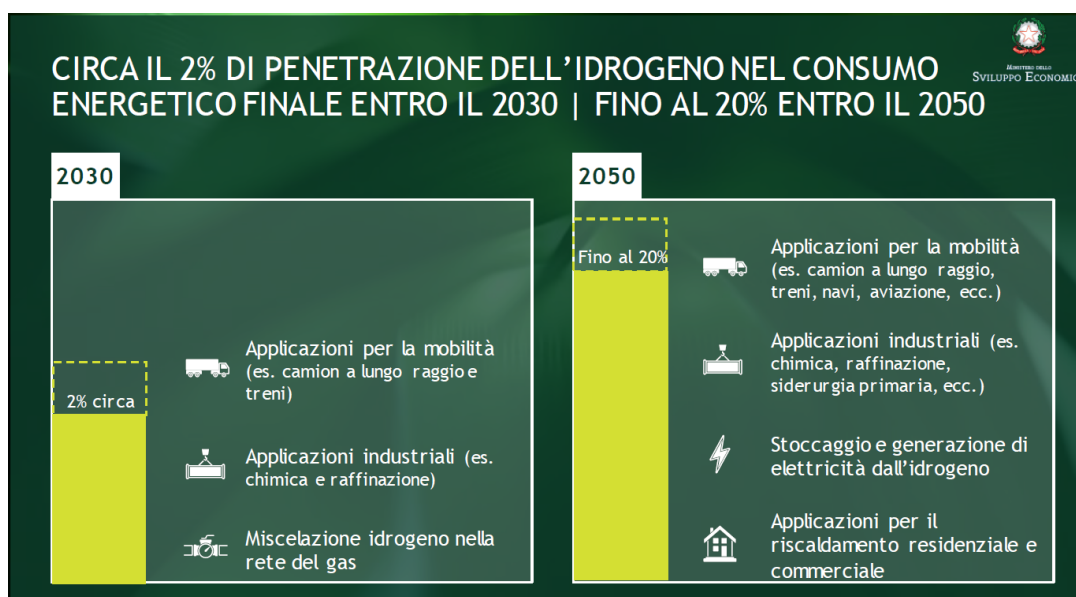 CIRCA IL 2% DI PENETRAZIONE DELL'IDROGENO NEL CONSUMO
ENERGETICO FINALE ENTRO IL 2030 | FINO AL 20% ENTRO IL 2050
MINISTERO DELLO
SVILUPPO ECONOMIC
2030
2% circa
Applicazioni per la mobilità
(es. camion a lungo raggio e
treni)
Applicazioni industriali (es.
chimica e raffinazione)
Miscelazione idrogeno nella
rete del gas
2050
Fino al 20%
Applicazioni per la mobilità
(es. camion a lungo raggio,
treni, navi, aviazione, ecc.)
Applicazioni industriali (es.
chimica, raffinazione,
siderurgia primaria, ecc.)
Stoccaggio e generazione di
elettricità dall'idrogeno
Applicazioni per il
riscaldamento residenziale e
commerciale